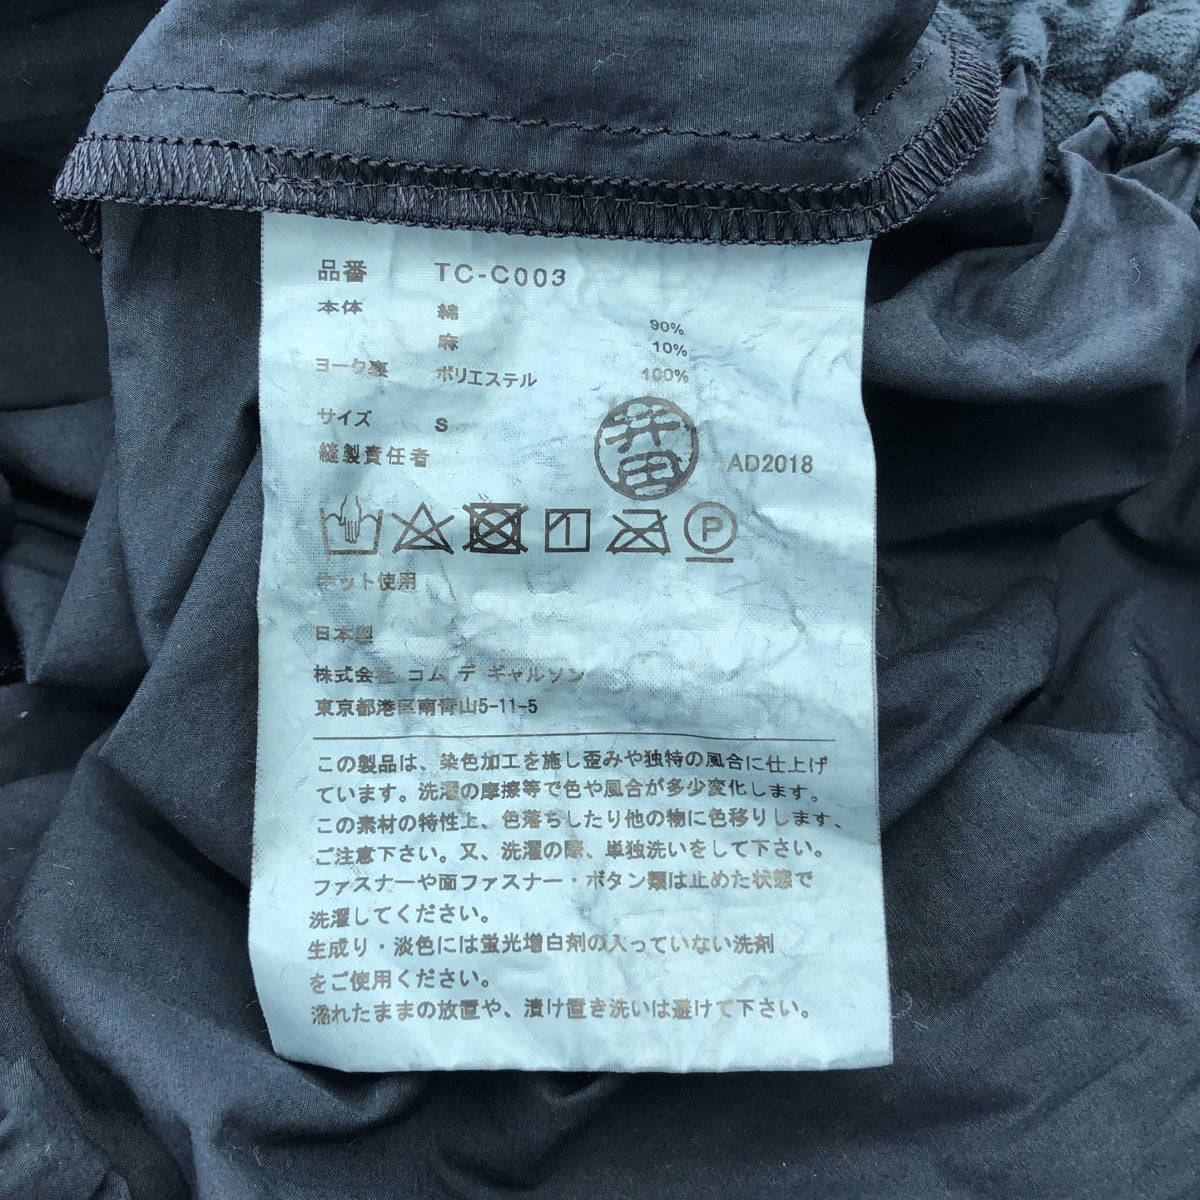 品番 TC-C003
本体 綿 90%
麻 10%
ヨーク裏 ポリエステル 100%
サイズ S
縫製責任者 井田 AD2018
P
ネット使用
日本製
株式会社 コム デ ギャルソン
東京都港区南青山5-11-5
この製品は、染色加工を施し歪みや独特の風合に仕上げ
ています。洗濯の摩擦等で色や風合が多少変化します。
この素材の特性上、色落ちしたり他の物に色移りします、
ご注意下さい。又、洗濯の際、単独洗いをして下さい。
ファスナーや面ファスナー・ボタン類は止めた状態で
洗濯してください。
生成り・淡色には蛍光増白剤の入っていない洗剤
をご使用ください。
濡れたままの放置や、漬け置き洗いは避けて下さい。